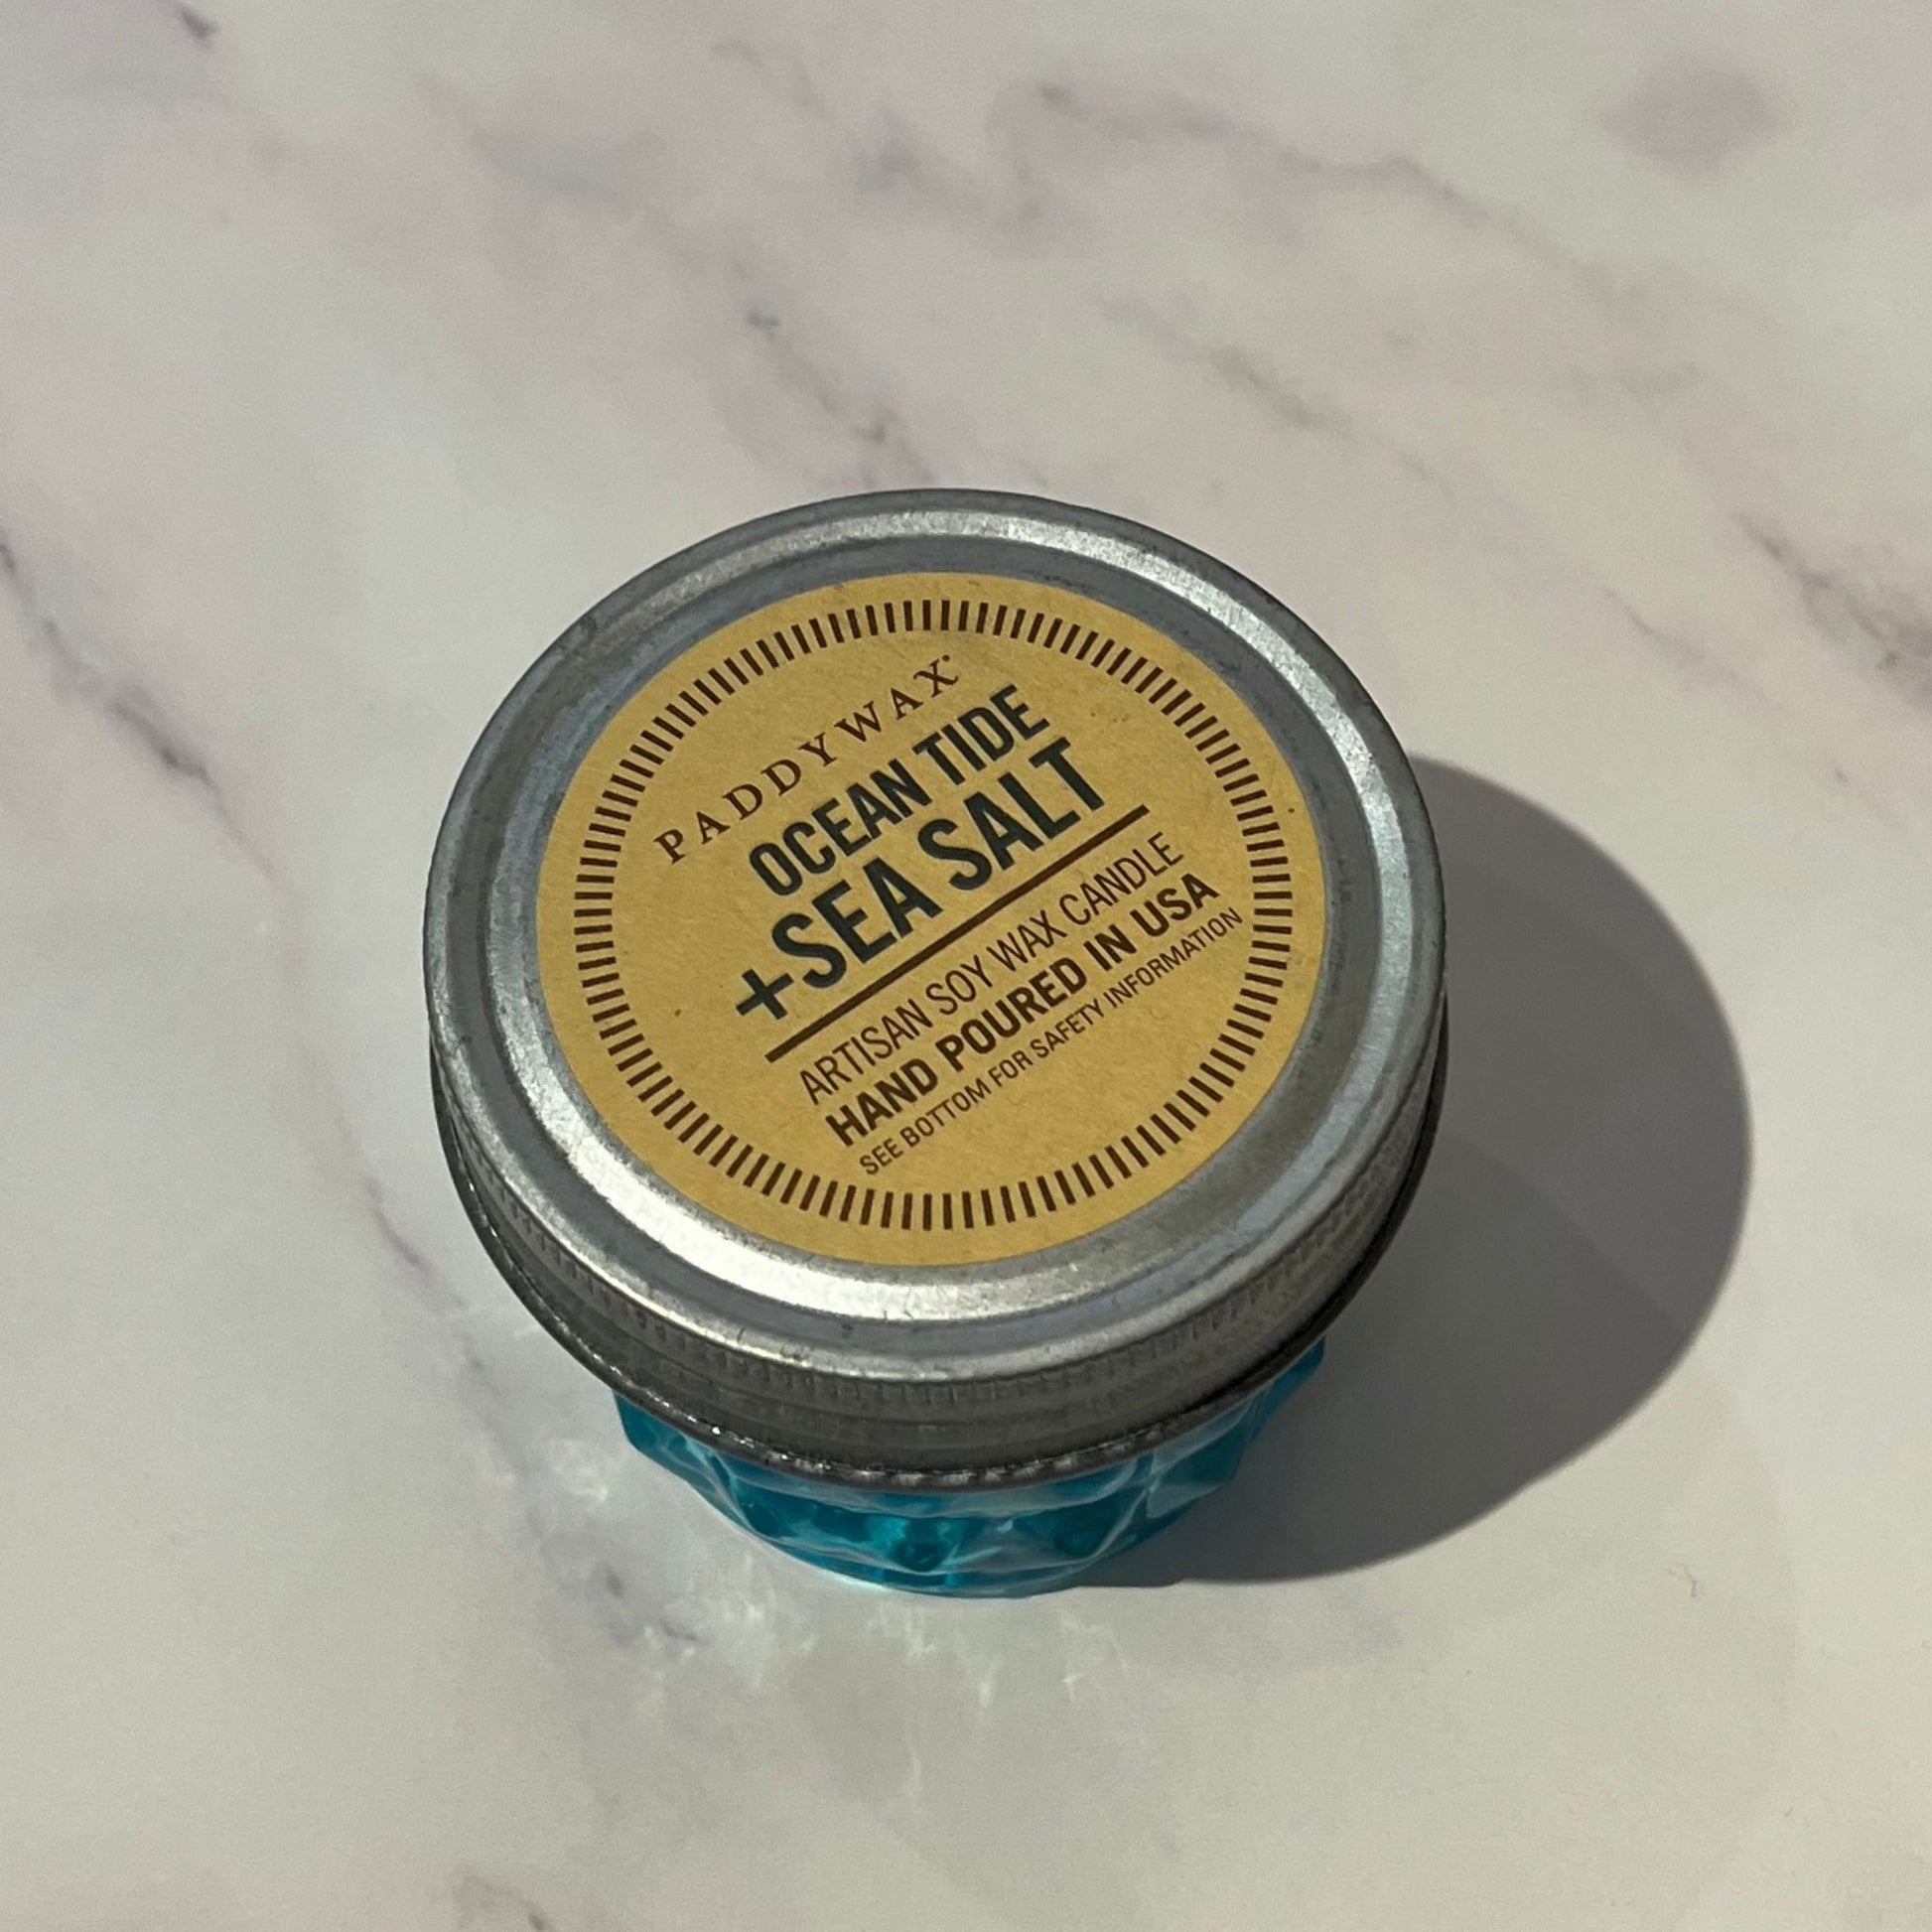 PADDYWAX
OCEAN TIDE
+SEA SALT
ARTISAN SOY WAX CANDLE
HAND POURED IN USA
SEE BOTTOM FOR SAFETY INFORMATION